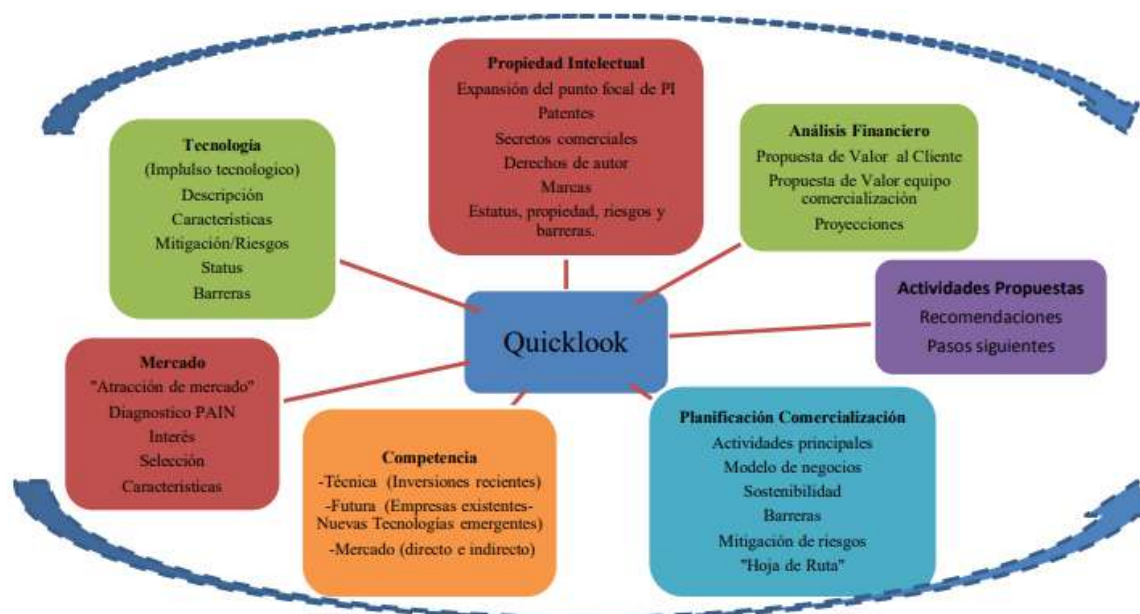 Propiedad Intelectual
Expansión del punto focal de PI
Patentes
Secretos comerciales
Derechos de autor
Marcas
Estatus, propiedad, riesgos y
barreras.
Tecnología
(Implulso tecnologico)
Descripción
Características
Mitigación/Riesgos
Status
Barreras
Análisis Financiero
Propuesta de Valor al Cliente
Propuesta de Valor equipo
comercialización
Proyecciones
Actividades Propuestas
Recomendaciones
Pasos siguientes
Quicklook
Mercado
"Atracción de mercado"
Diagnostico PAIN
Interés
Selección
Características
Competencia
-Técnica (Inversiones recientes)
-Futura (Empresas existentes-
Nuevas Tecnologías emergentes)
-Mercado (directo e indirecto)
Planificación Comercialización
Actividades principales
Modelo de negocios
Sostenibilidad
Barreras
Mitigación de riesgos
"Hoja de Ruta"